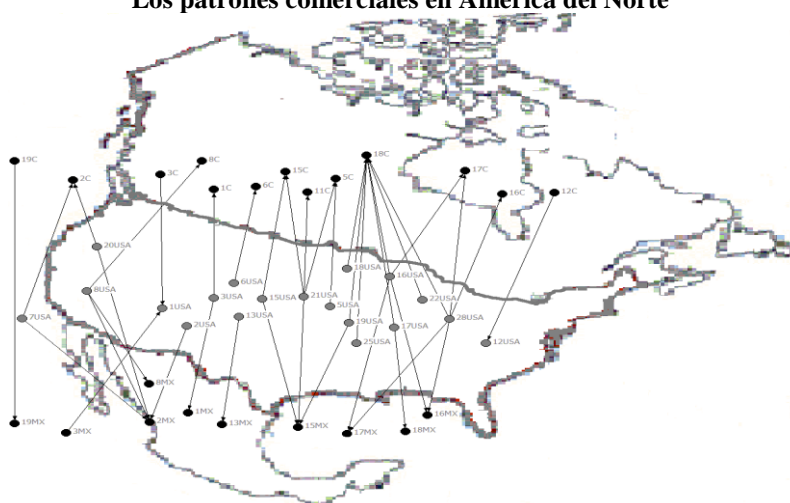 Los patrones comerciales en América del Norte
18C
19C 8C
15C 17C
2C 3C 5C
1C 6C 11C 16C 12C
20USA
18USA
16USA
8USA 6USA
3USA 15USA 21USA 22USA
1USA 5USA
7USA 13USA 28USA
2USA 19USA 17USA
25USA 12USA
8MX
1MX 16MX
19MX 2MX 13MX 15MX
3MX 17MX 18MX